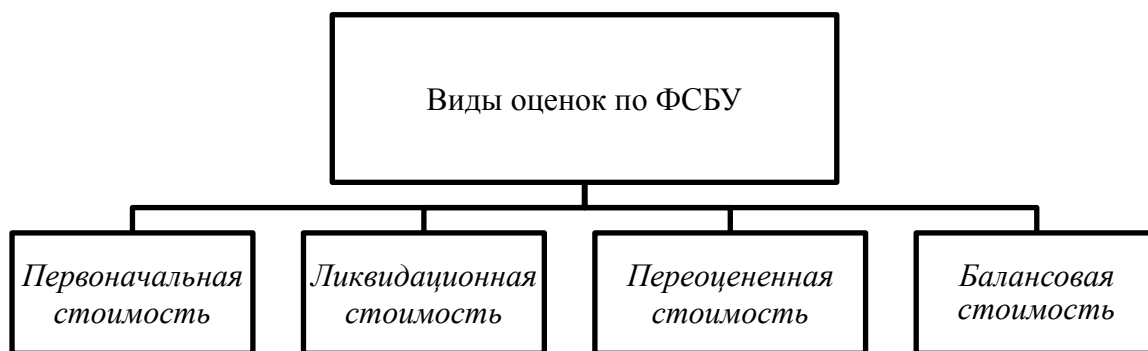 Виды оценок по ФСБУ
Первоначальная
стоимость
Ликвидационная
стоимость
Переоцененная
стоимость
Балансовая
стоимость